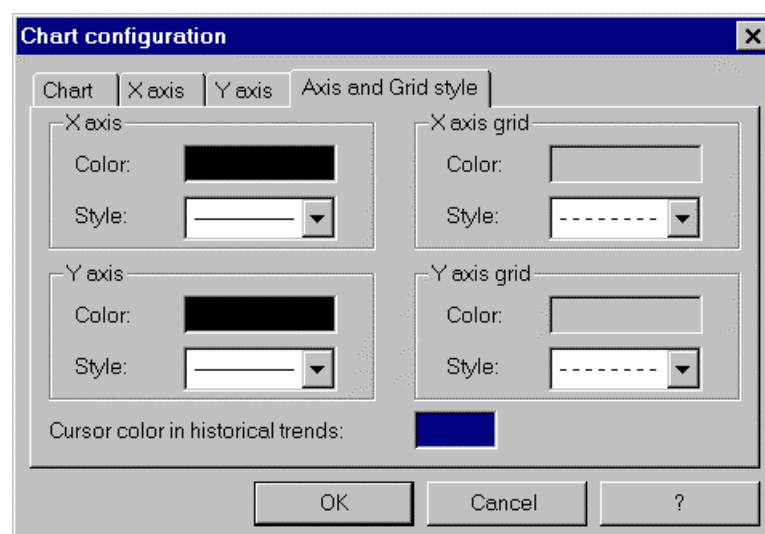 Chart configuration
Chart X axis Y axis Axis and Grid style
X axis
Color:
Style:
X axis grid
Color:
Style:
Y axis
Color:
Style:
Y axis grid
Color:
Style:
Cursor color in historical trends:
OK Cancel ?